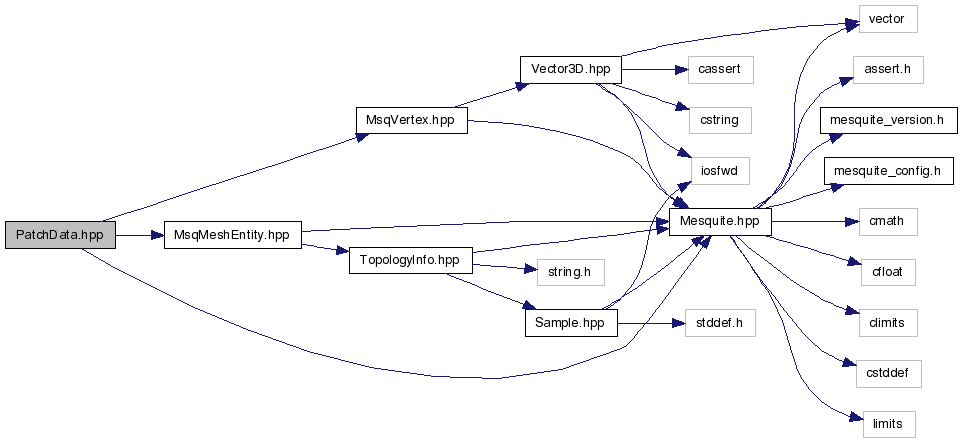 vector
Vector3D.hpp
cassert
assert.h
MsqVertex.hpp
cstring
mesquite_version.h
iosfwd
mesquite_config.h
Mesquite.hpp
cmath
PatchData.hpp
MsqMeshEntity.hpp
TopologyInfo.hpp
string.h
cfloat
Sample.hpp
stddef.h
climits
cstddef
limits